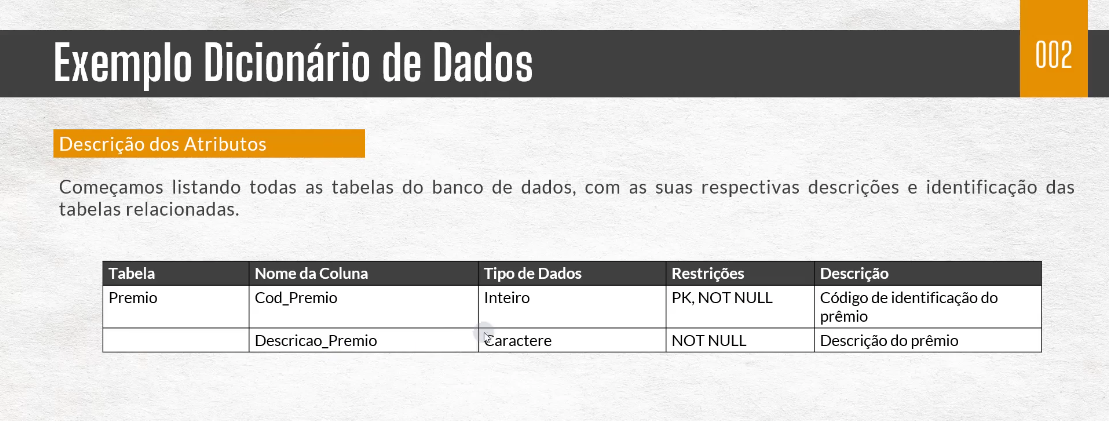 Exemplo Dicionário de Dados
002
Descrição dos Atributos
Começamos listando todas as tabelas do banco de dados, com as suas respectivas descrições e identificação das
tabelas relacionadas.
Tabela Nome da Coluna Tipo de Dados Restrições Descrição
Premio Cod_Premio Inteiro PK, NOT NULL Código de identificação do
prêmio
Descricao_Premio Caractere NOT NULL Descrição do prêmio